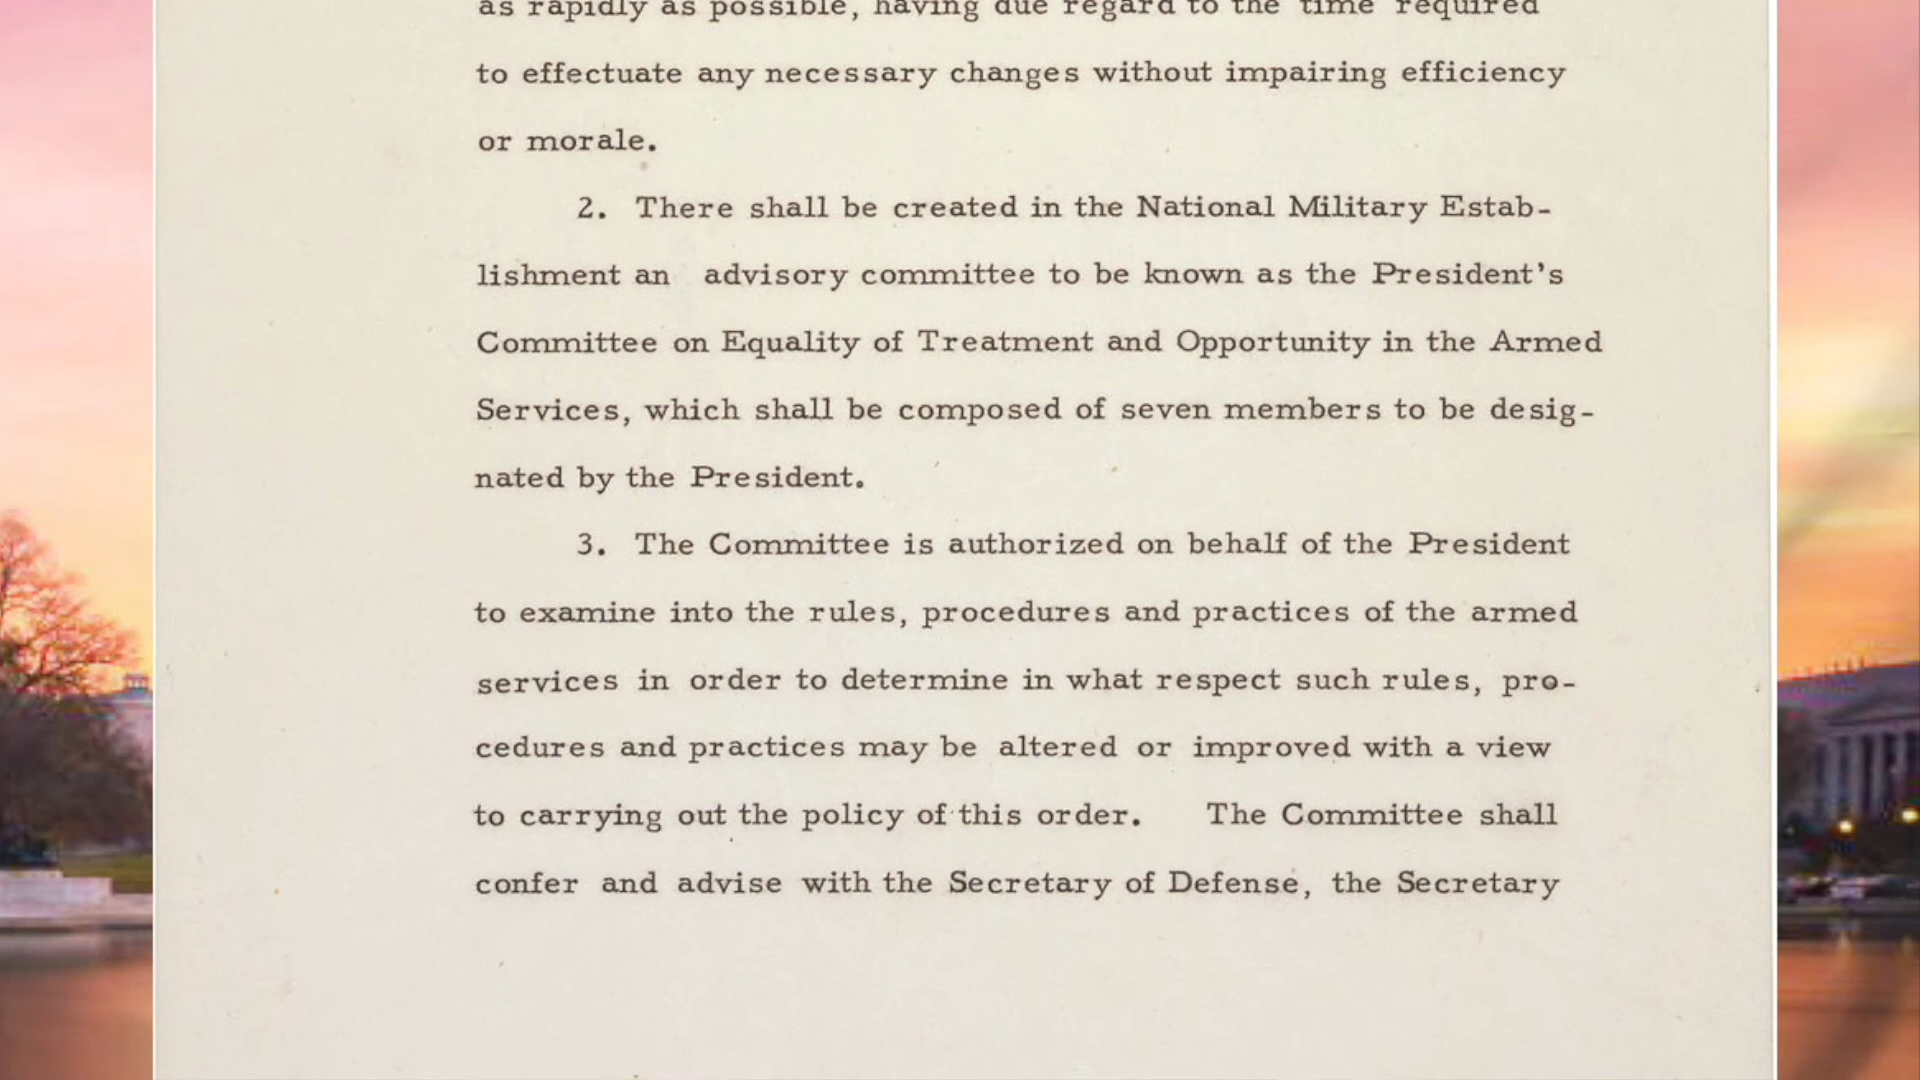 as rapidly as possible, having due regard to the time required
to effectuate any necessary changes without impairing efficiency
or morale.
2. There shall be created in the National Military Estab-
lishment an advisory committee to be known as the President's
Committee on Equality of Treatment and Opportunity in the Armed
Services, which shall be composed of seven members to be desig-
nated by the President.
3. The Committee is authorized on behalf of the President
to examine into the rules, procedures and practices of the armed
services in order to determine in what respect such rules, pro-
cedures and practices may be altered or improved with a view
to carrying out the policy of this order. The Committee shall
confer and advise with the Secretary of Defense, the Secretary